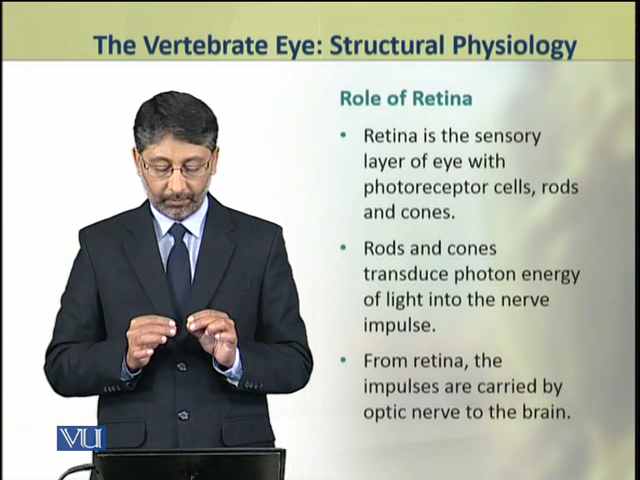 The Vertebrate Eye: Structural Physiology
Role of Retina
• Retina is the sensory
layer of eye with
photoreceptor cells, rods
and cones.
• Rods and cones
transduce photon energy
of light into the nerve
impulse.
• From retina, the
impulses are carried by
optic nerve to the brain.
VU